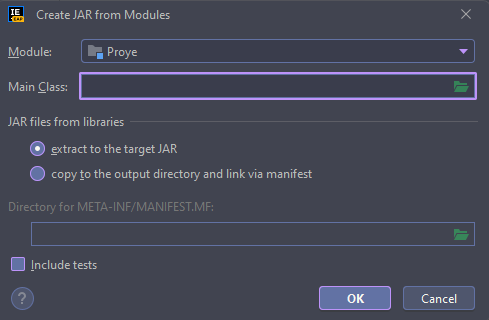 IE
EAP
Create JAR from Modules
Module:
Proye
Main Class:
JAR files from libraries
extract to the target JAR
copy to the output directory and link via manifest
Directory for META-INF/MANIFEST.MF:
Include tests
?
OK
Cancel